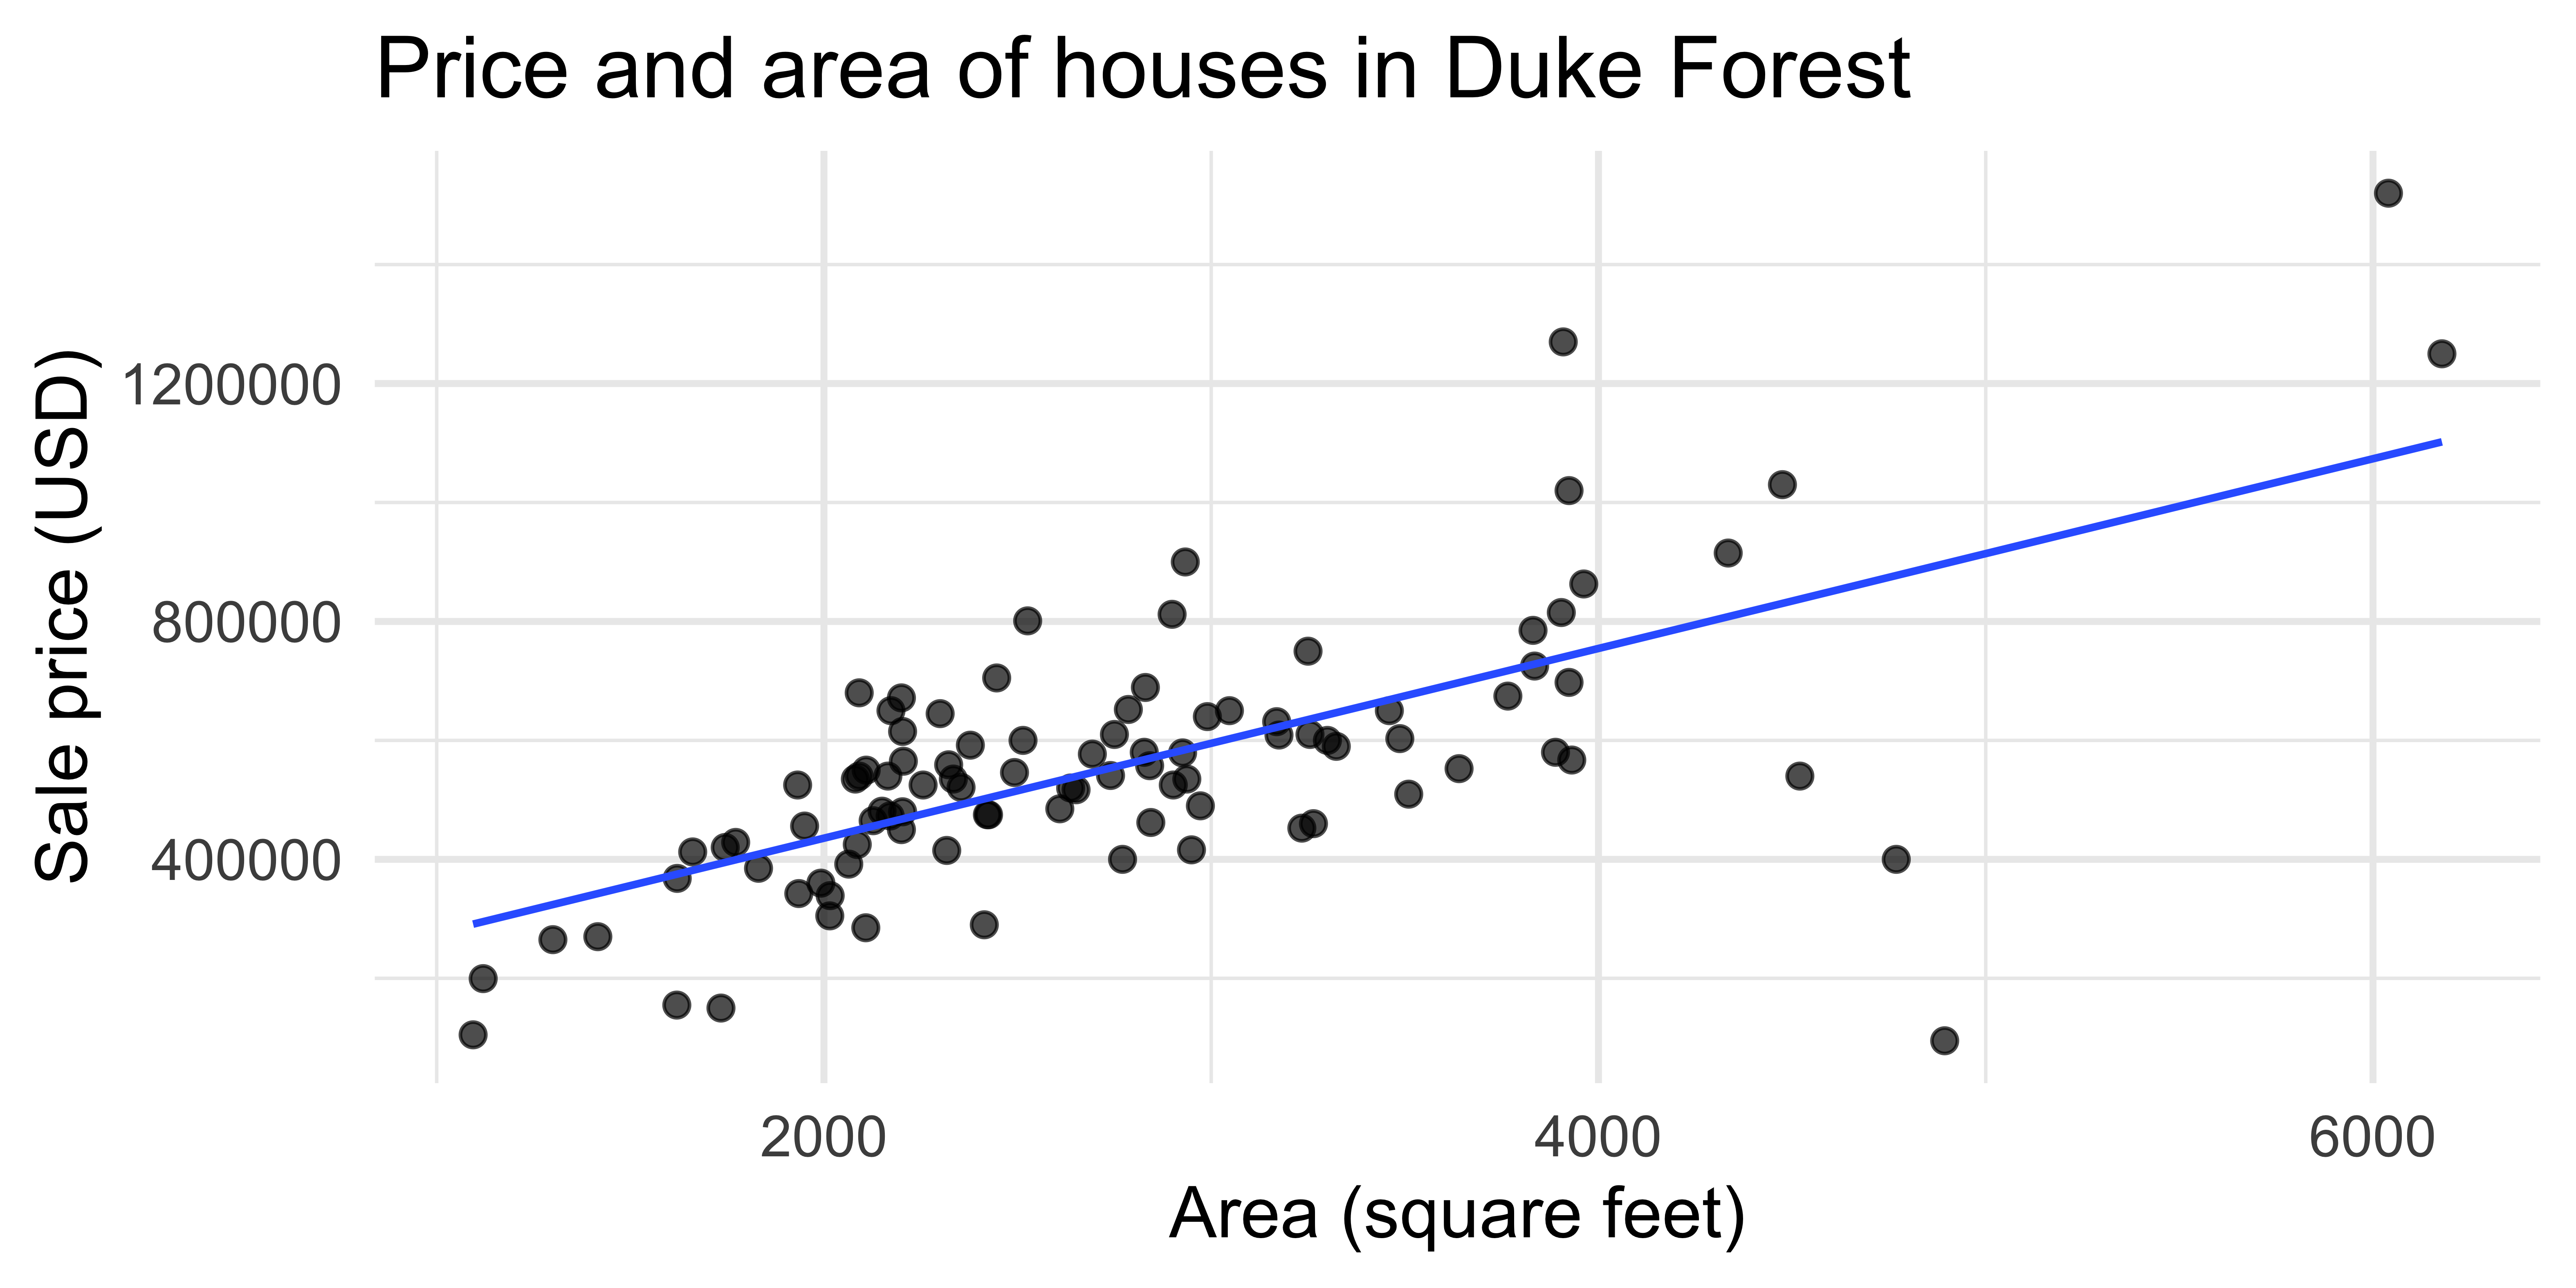 Price and area of houses in Duke Forest
Sale price (USD)
1200000
800000
400000
2000
4000
6000
Area (square feet)